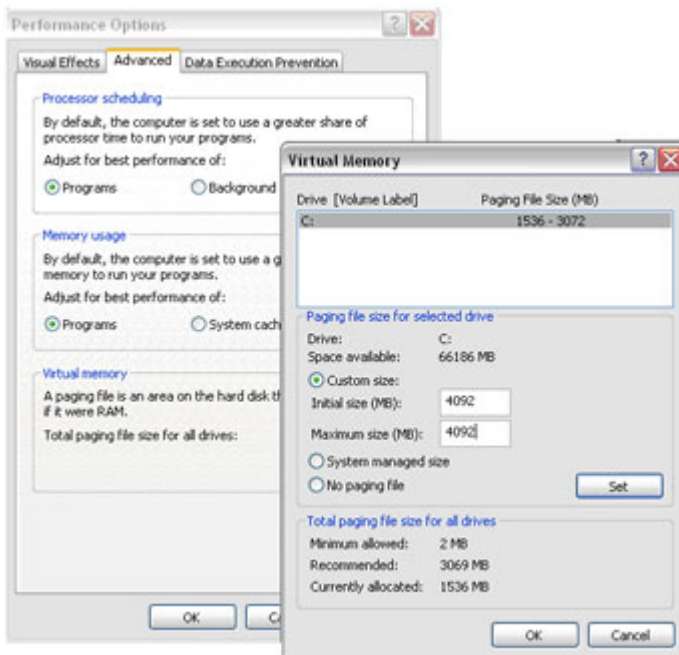 Performance Options
Visual Effects Advanced Data Execution Prevention
Processor scheduling
By default, the computer is set to use a greater share of
processor time to run your programs.
Adjust for best performance of:
Programs Background
Memory usage
By default, the computer is set to use a g
memory to run your programs.
Adjust for best performance of:
Programs System cach
Virtual memory
A paging file is an area on the hard disk th
if it were RAM.
Total paging file size for all drives:
OK
Virtual Memory
Drive [Volume Label] Paging File Size (MB)
C: 1536 - 3072
Paging file size for selected drive
Drive: C:
Space available: 66186 MB
Custom size:
Initial size (MB): 4092
Maximum size (MB): 4092
System managed size
No paging file Set
Total paging file size for all drives
Minimum allowed: 2 MB
Recommended: 3069 MB
Currently allocated: 1536 MB
OK Cancel